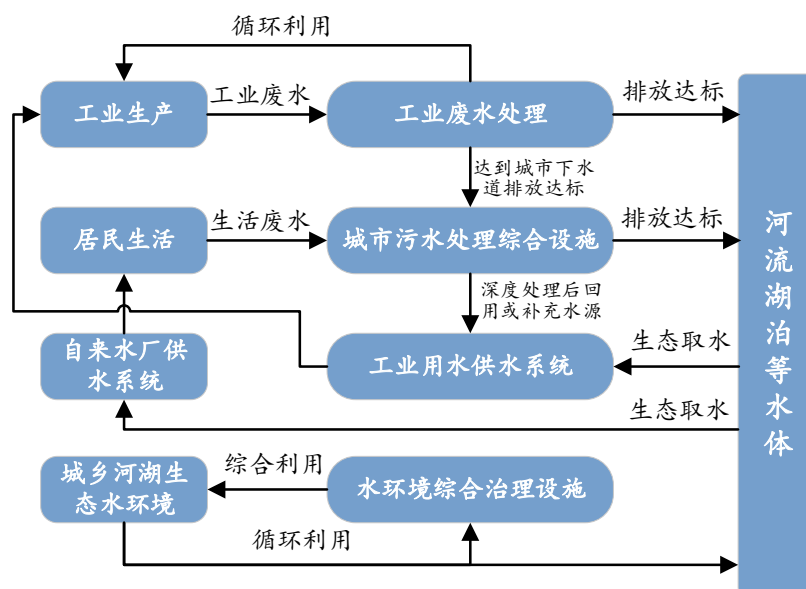 循环利用
工业生产
工业废水
工业废水处理
排放达标
达到城市下水
道排放达标
居民生活
生活废水
城市污水处理综合设施
排放达标
深度处理后回
用或补充水源
自来水厂供
水系统
工业用水供水系统
生态取水
生态取水
城乡河湖生
态水环境
综合利用
水环境综合治理设施
循环利用
河流湖泊等水体